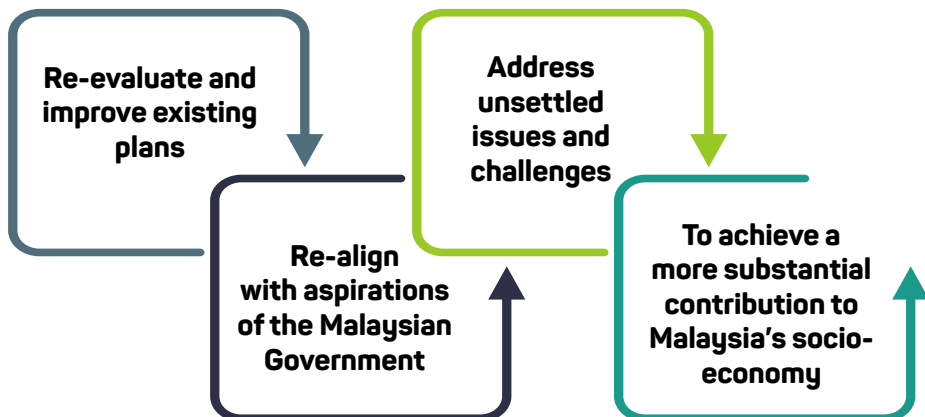 Re-evaluate and
improve existing
plans
Re-align
with aspirations
of the Malaysian
Government
Address
unsettled
issues and
challenges
To achieve a
more substantial
contribution to
Malaysia's socio-
economy